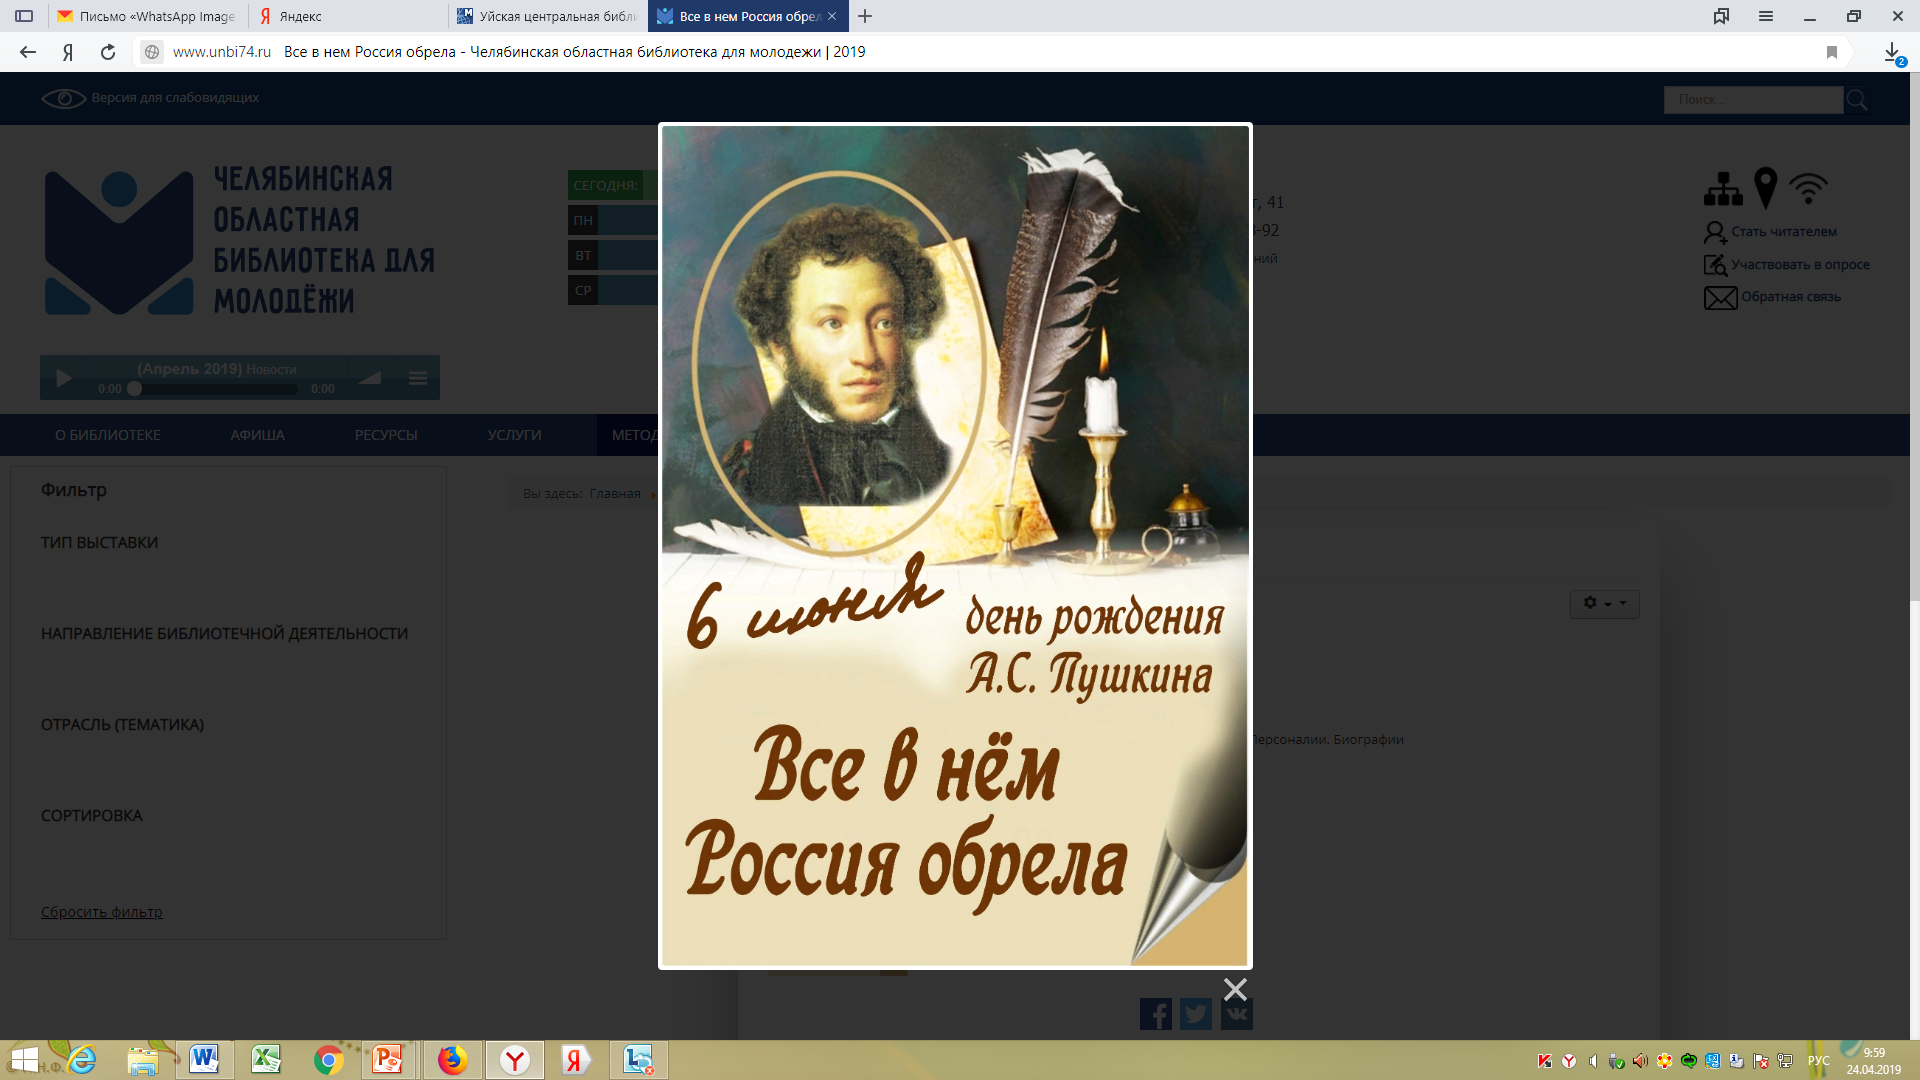 Письмо «WhatsApp Image
Яндекс
Уйская центральная библ
Все в нем Россия обрел
www.unbi74.ru Все в нем Россия обрела - Челябинская областная библиотека для молодежи | 2019
2
Версия для слабовидящих
Поиск...
ЧЕЛЯБИНСКАЯ
ОБЛАСТНАЯ
БИБЛИОТЕКА ДЛЯ
МОЛОДЁЖИ
СЕГОДНЯ:
ПН
ВТ
СР
, 41
-92
ний
Стать читателем
Участвовать в опросе
Обратная связь
(Апрель 2019) Новости
0:00
0:00
О БИБЛИОТЕКЕ
АФИША
РЕСУРСЫ
УСЛУГИ
МЕТОД
Фильтр
ТИП ВЫСТАВКИ
НАПРАВЛЕНИЕ БИБЛИОТЕЧНОЙ ДЕЯТЕЛЬНОСТИ
ОТРАСЛЬ (ТЕМАТИКА)
СОРТИРОВКА
Сбросить фильтр
Вы здесь: Главная
6 июня день рождения
А.С. Пушкина
Все в нём
Россия обрела
Персоналии. Биографии
РУС
9:59
24.04.2019